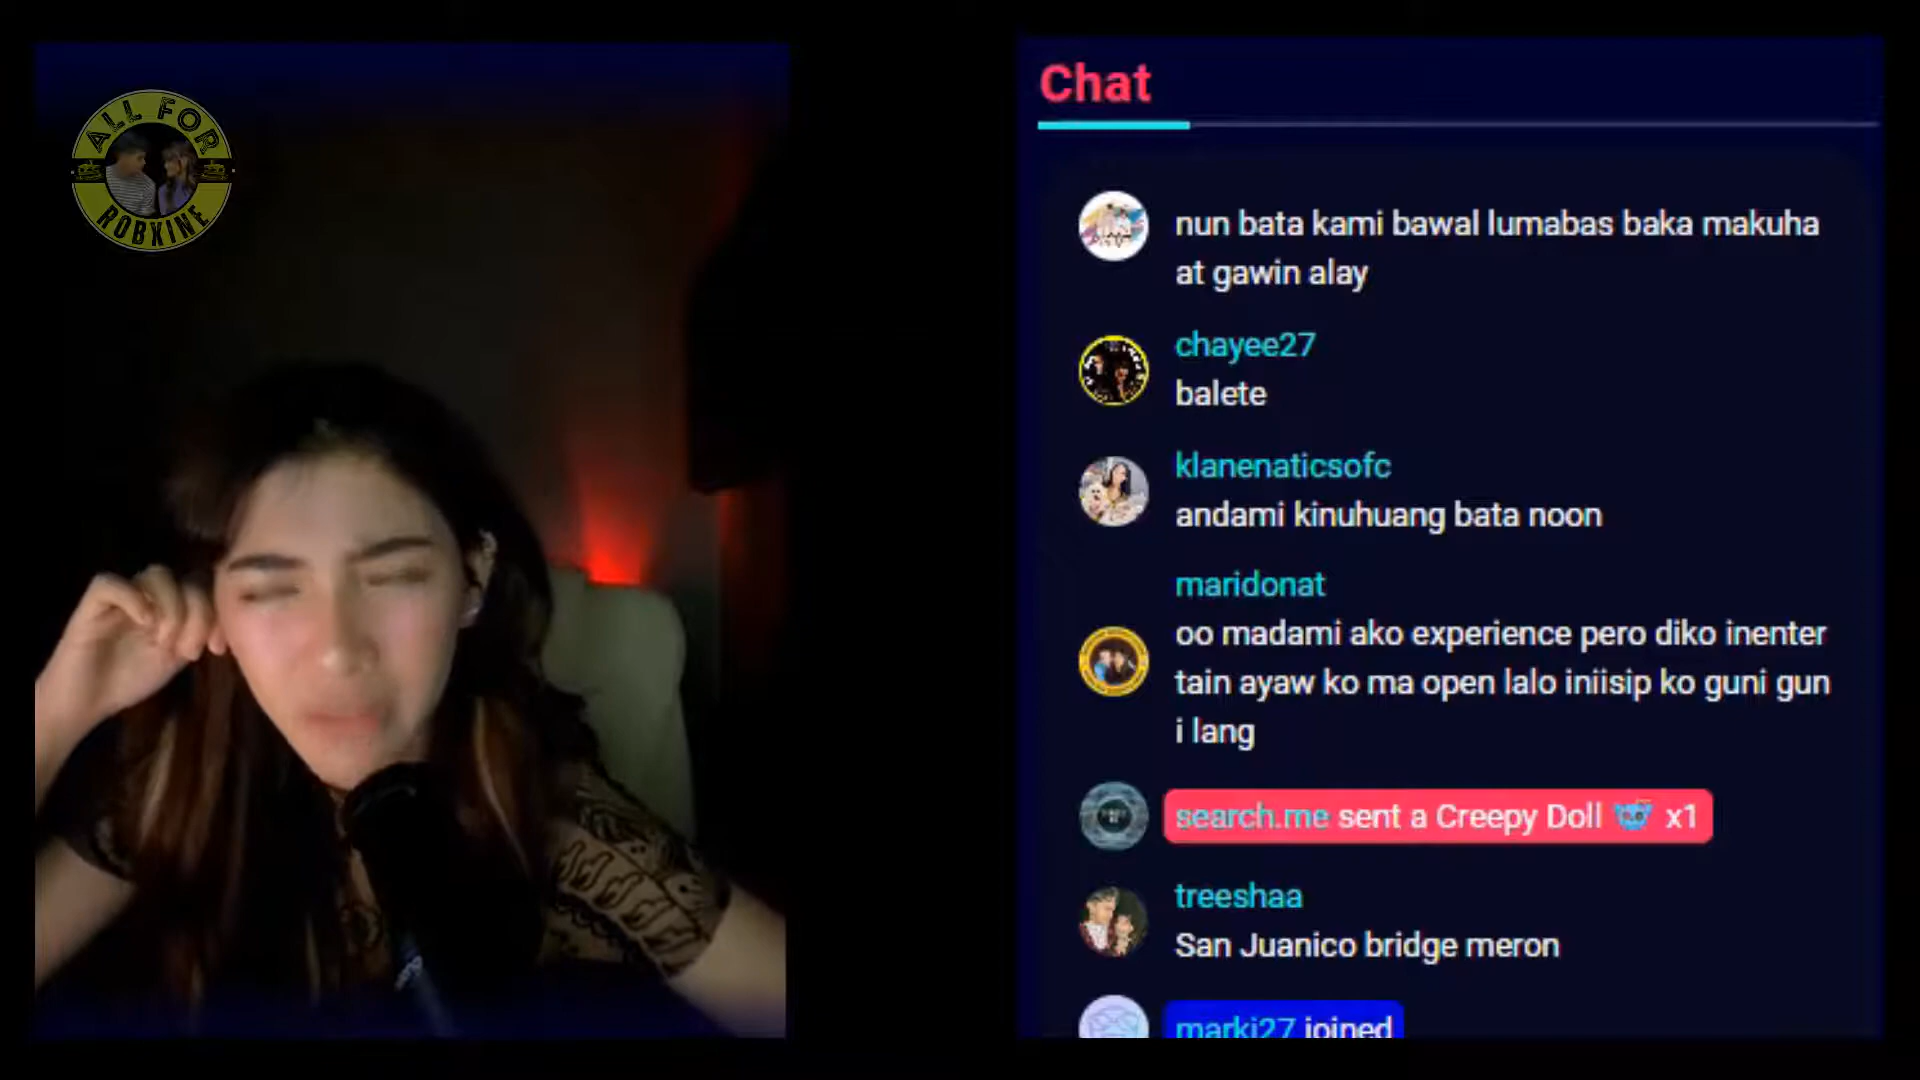 ALL FOR
ROBXINE
Chat
nun bata kami bawal lumabas baka makuha
at gawin alay
chayee27
balete
klanenaticsofc
andami kinuhuang bata noon
maridonat
oo madami ako experience pero diko inenter
tain ayaw ko ma open lalo iniisip ko guni gun
i lang
search.me sent a Creepy Doll x1
treeshaa
San Juanico bridge meron
marki27 joined